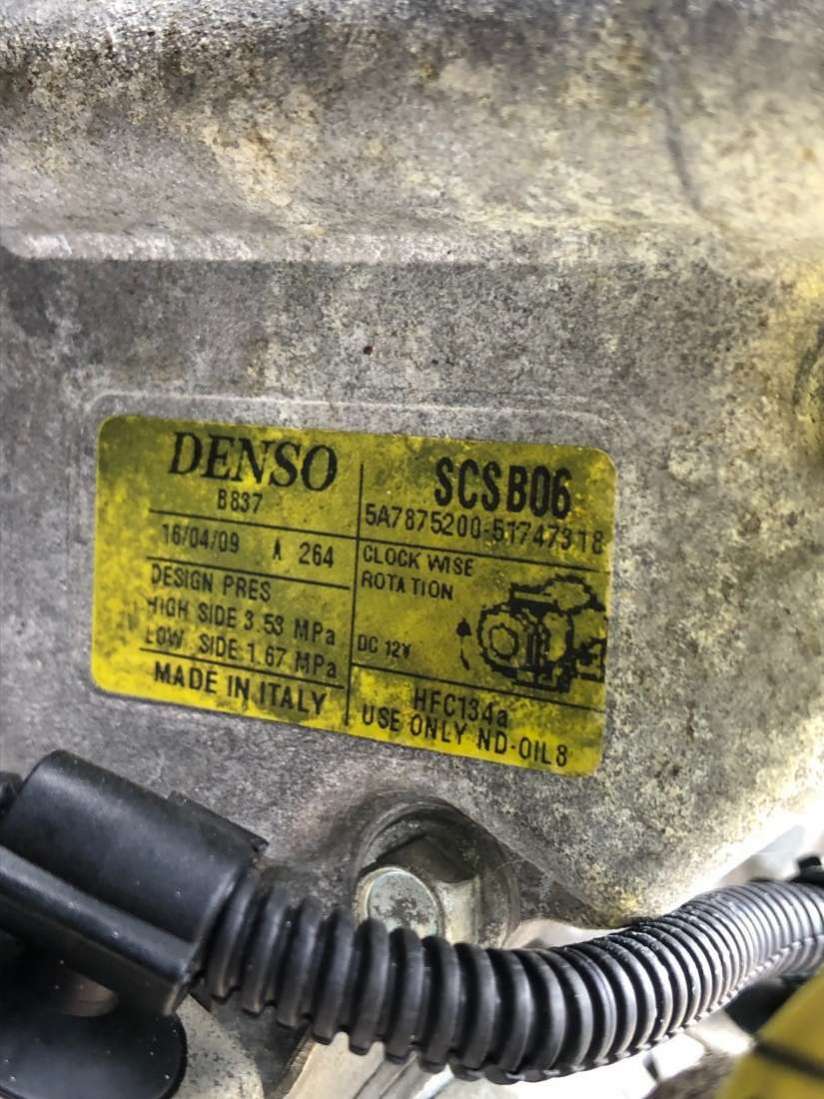 DENSO
B837
16/04/09 A 264
DESIGN PRES
HIGH SIDE 3.53 MPa
LOW SIDE 1.67 MPa
MADE IN ITALY
SCSB06
5A7875200-51747318
CLOCK WISE
ROTATION
DC 12V
HFC134a
USE ONLY ND-OIL8